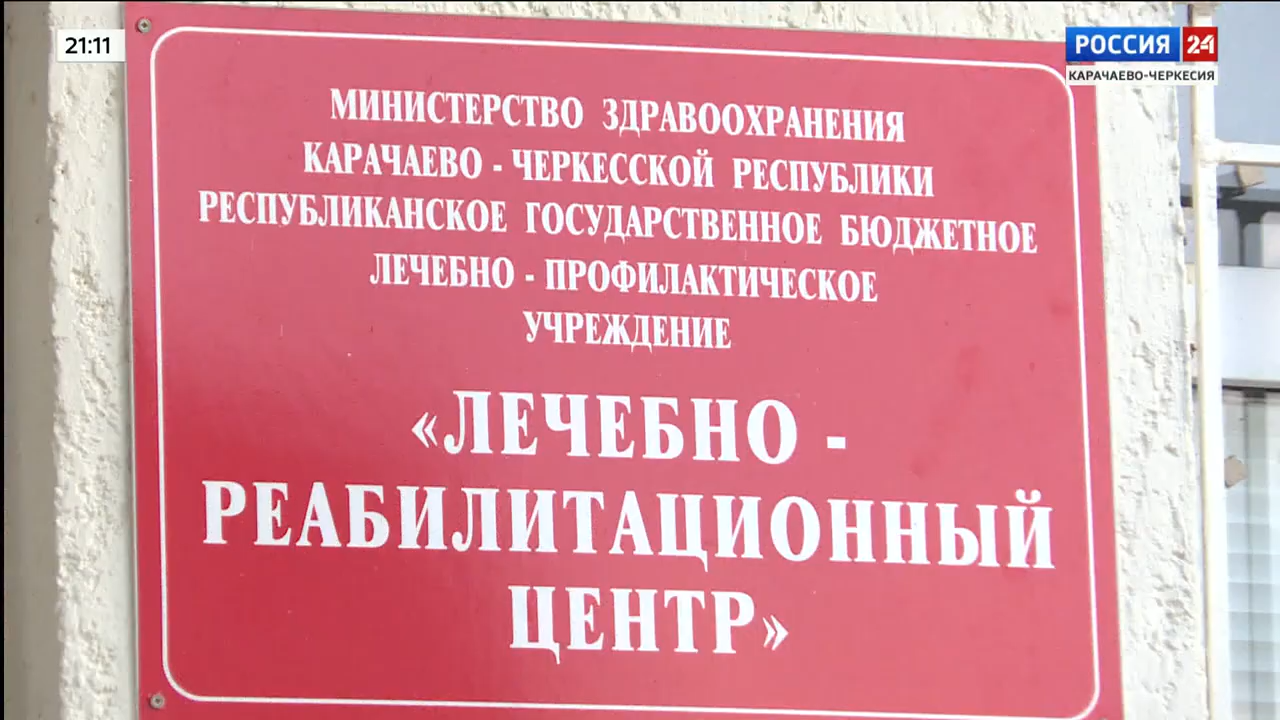 21:11
РОССИЯ 24
КАРАЧАЕВО-ЧЕРКЕСИЯ
МИНИСТЕРСТВО ЗДРАВООХРАНЕНИЯ
КАРАЧАЕВО - ЧЕРКЕССКОЙ РЕСПУБЛИКИ
РЕСПУБЛИКАНСКОЕ ГОСУДАРСТВЕННОЕ БЮДЖЕТНОЕ
ЛЕЧЕБНО - ПРОФИЛАКТИЧЕСКОЕ
УЧРЕЖДЕНИЕ
«ЛЕЧЕБНО -
РЕАБИЛИТАЦИОННЫЙ
ЦЕНТР»